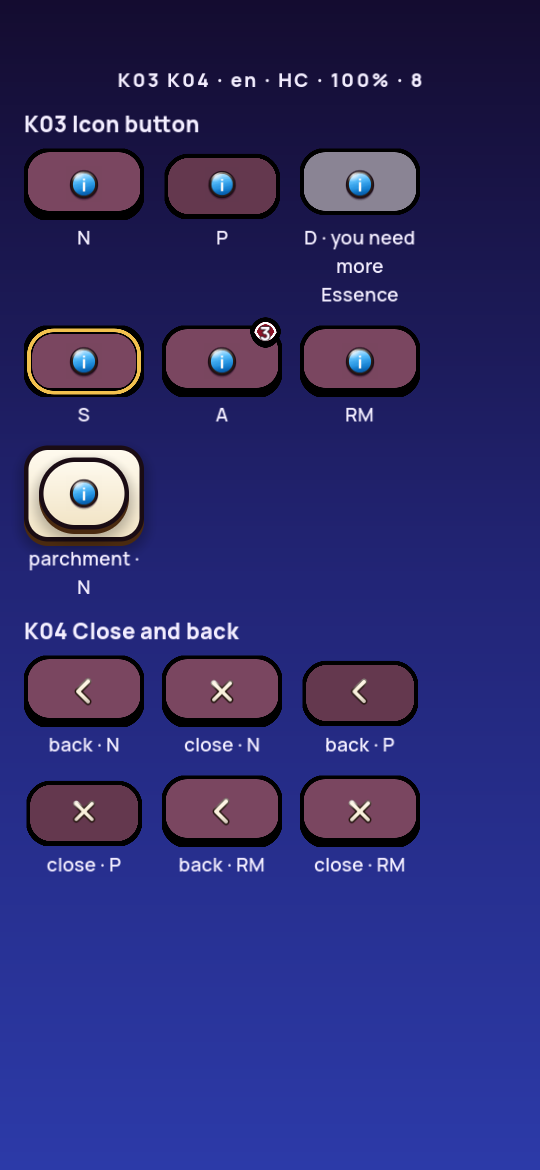 K03 K04 · en · HC · 100% · 8
K03 Icon button
i i i
N P D · you need
more
Essence
3
i i i
S A RM
i
parchment ·
N
K04 Close and back
back · N close · N back · P
close · P back · RM close · RM